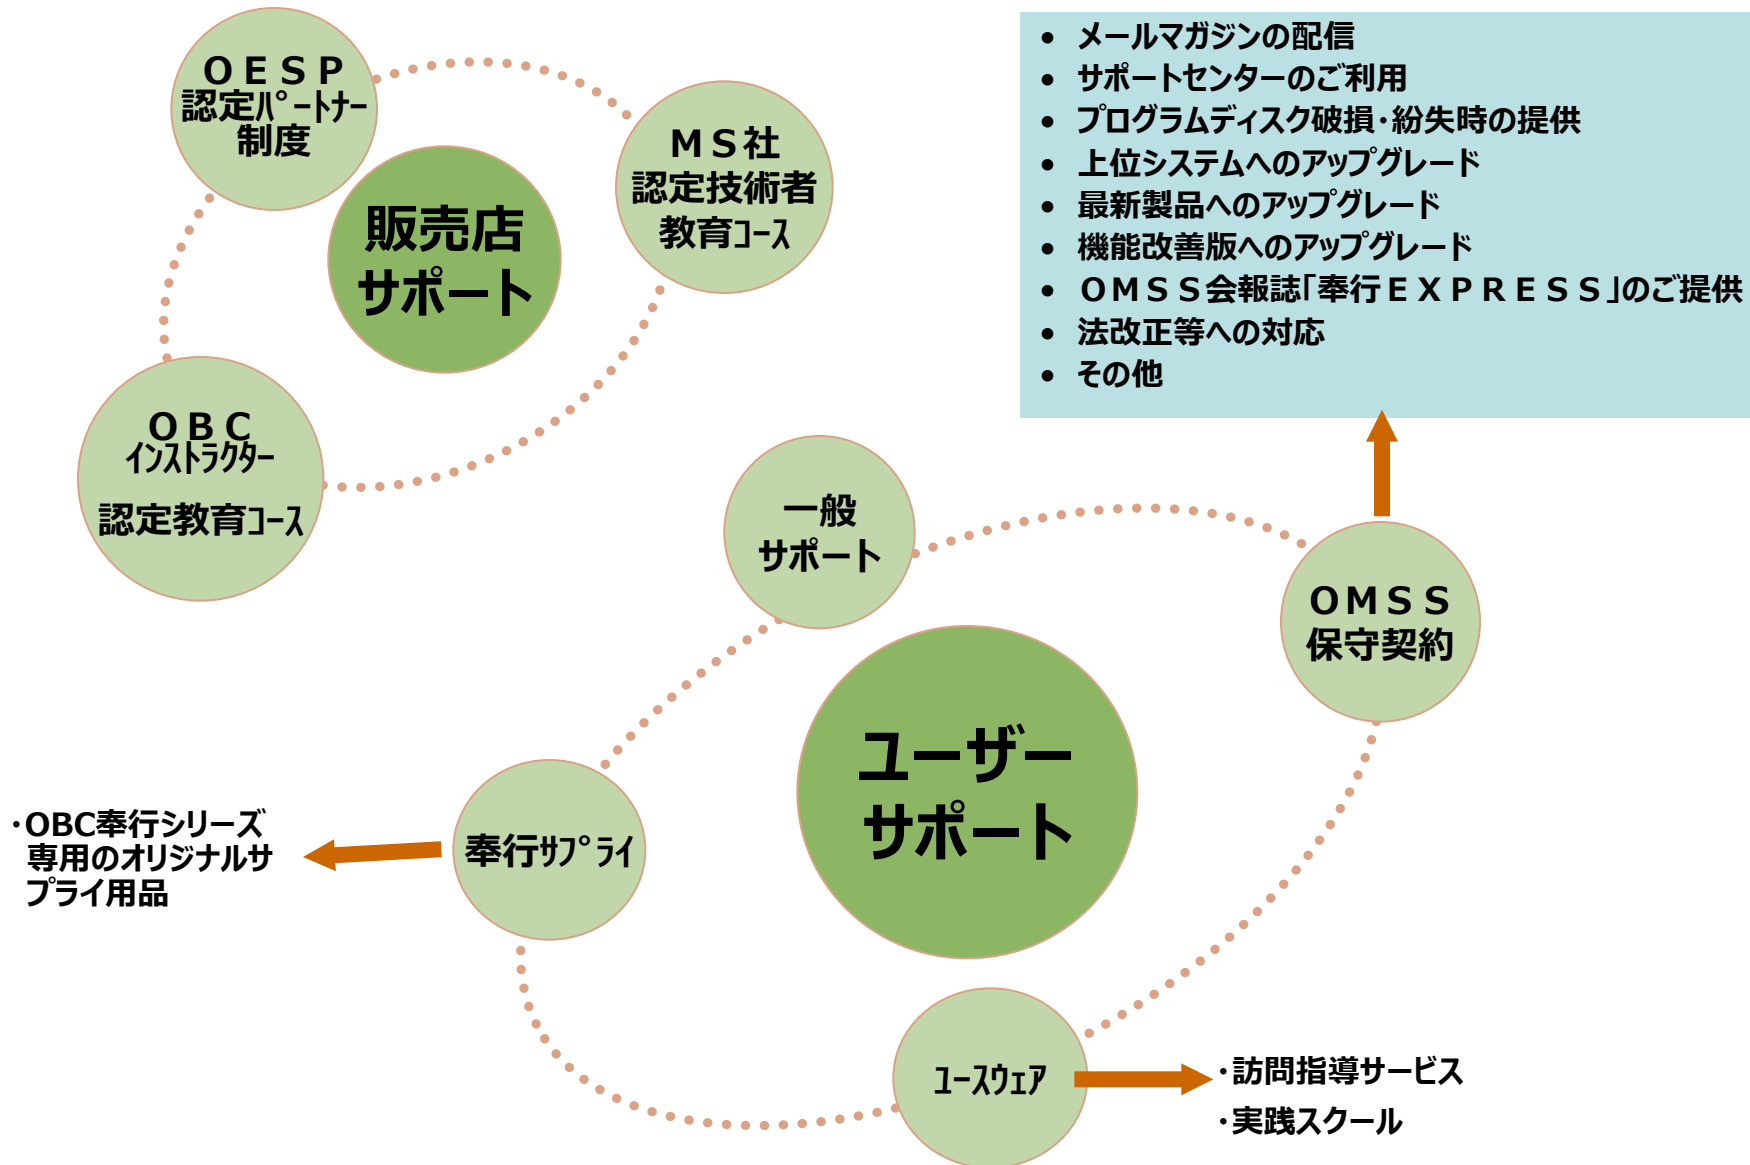 ＯＥＳＰ
認定ﾊﾟｰﾄﾅｰ
制度
ＭＳ社
認定技術者
教育ｺｰｽ
販売店
サポート
ＯＢＣ
ｲﾝｽﾄﾗｸﾀｰ
認定教育ｺｰｽ
• メールマガジンの配信
• サポートセンターのご利用
• プログラムディスク破損・紛失時の提供
• 上位システムへのアップグレード
• 最新製品へのアップグレード
• 機能改善版へのアップグレード
• ＯＭＳＳ会報誌｢奉行ＥＸＰＲＥＳＳ｣のご提供
• 法改正等への対応
• その他
一般
サポート
ＯＭＳＳ
保守契約
ユーザー
サポート
奉行ｻﾌﾟﾗｲ
・OBC奉行シリーズ
専用のオリジナルサ
プライ用品
ﾕｰｽｳｪｱ
・訪問指導サービス
・実践スクール